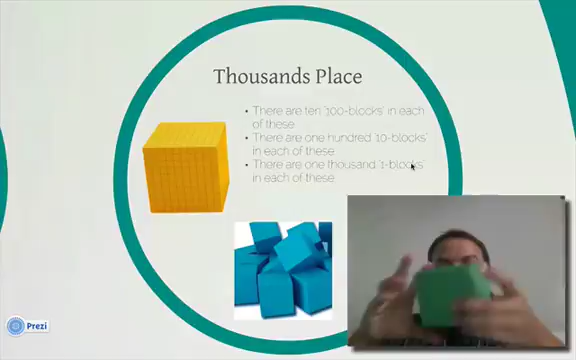 Thousands Place
• There are ten '100-blocks' in each
of these
• There are one hundred '10-blocks'
in each of these
• There are one thousand '1-blocks'
in each of these
Prezi